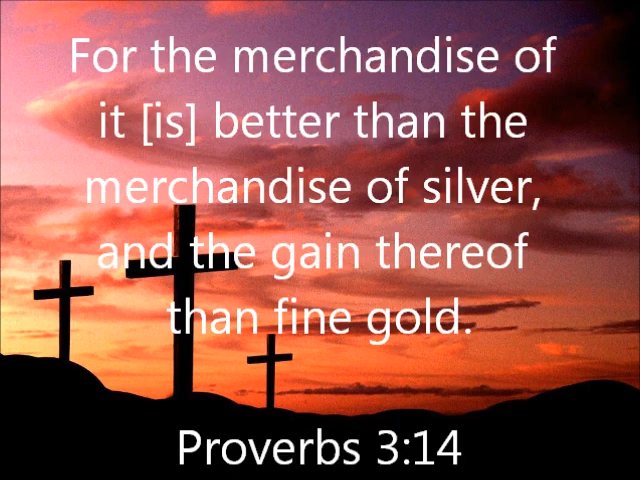 For the merchandise of
it [is] better than the
merchandise of silver,
and the gain thereof
than fine gold.
Proverbs 3:14